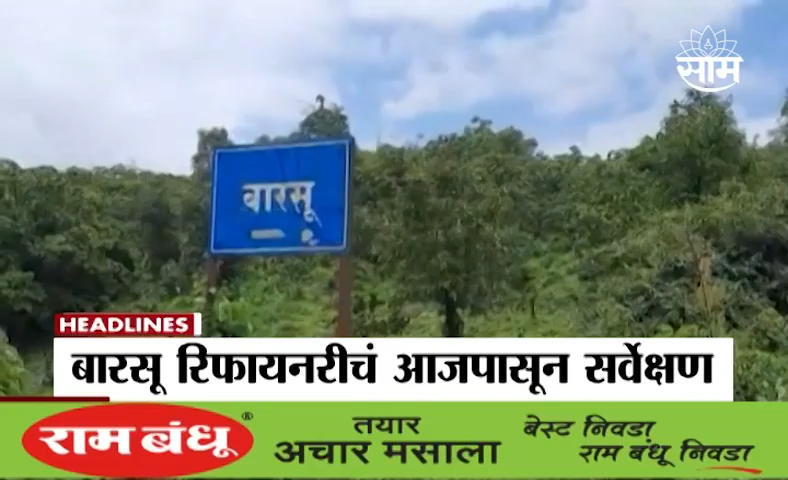 साम
बारसू
HEADLINES
बारसू रिफायनरीचं आजपासून सर्वेक्षण
राम बंधू®
तयार
अचार मसाला
बेस्ट निवडा
राम बंधू निवडा